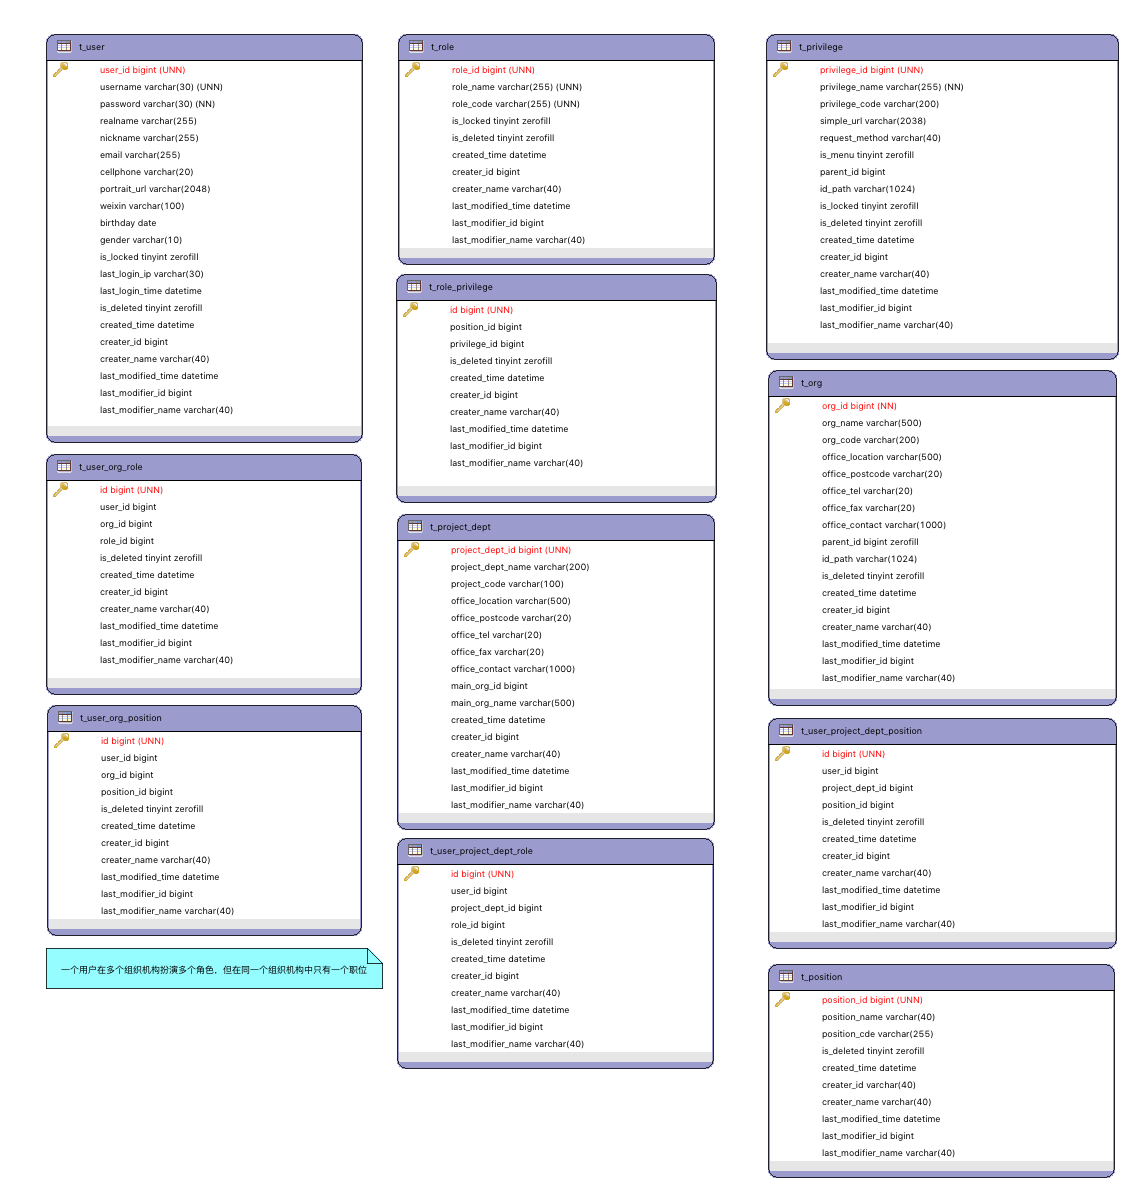 t_user
user_id bigint (UNN)
username varchar(30) (UNN)
password varchar(30) (NN)
realname varchar(255)
nickname varchar(255)
email varchar(255)
cellphone varchar(20)
portrait_url varchar(2048)
weixin varchar(100)
birthday date
gender varchar(10)
is_locked tinyint zerofill
last_login_ip varchar(30)
last_login_time datetime
is_deleted tinyint zerofill
created_time datetime
creater_id bigint
creater_name varchar(40)
last_modified_time datetime
last_modifier_id bigint
last_modifier_name varchar(40)
t_user_org_role
id bigint (UNN)
user_id bigint
org_id bigint
role_id bigint
is_deleted tinyint zerofill
created_time datetime
creater_id bigint
creater_name varchar(40)
last_modified_time datetime
last_modifier_id bigint
last_modifier_name varchar(40)
t_user_org_position
id bigint (UNN)
user_id bigint
org_id bigint
position_id bigint
is_deleted tinyint zerofill
created_time datetime
creater_id bigint
creater_name varchar(40)
last_modified_time datetime
last_modifier_id bigint
last_modifier_name varchar(40)
一个用户在多个组织机构扮演多个角色，但在同一个组织机构中只有一个职位
t_role
role_id bigint (UNN)
role_name varchar(255) (UNN)
role_code varchar(255) (UNN)
is_locked tinyint zerofill
is_deleted tinyint zerofill
created_time datetime
creater_id bigint
creater_name varchar(40)
last_modified_time datetime
last_modifier_id bigint
last_modifier_name varchar(40)
t_role_privilege
id bigint (UNN)
position_id bigint
privilege_id bigint
is_deleted tinyint zerofill
created_time datetime
creater_id bigint
creater_name varchar(40)
last_modified_time datetime
last_modifier_id bigint
last_modifier_name varchar(40)
t_project_dept
project_dept_id bigint (UNN)
project_dept_name varchar(200)
project_code varchar(100)
office_location varchar(500)
office_postcode varchar(20)
office_tel varchar(20)
office_fax varchar(20)
office_contact varchar(1000)
main_org_id bigint
main_org_name varchar(500)
created_time datetime
creater_id bigint
creater_name varchar(40)
last_modified_time datetime
last_modifier_id bigint
last_modifier_name varchar(40)
t_user_project_dept_role
id bigint (UNN)
user_id bigint
project_dept_id bigint
role_id bigint
is_deleted tinyint zerofill
created_time datetime
creater_id bigint
creater_name varchar(40)
last_modified_time datetime
last_modifier_id bigint
last_modifier_name varchar(40)
t_privilege
privilege_id bigint (UNN)
privilege_name varchar(255) (NN)
privilege_code varchar(200)
simple_url varchar(2038)
request_method varchar(40)
is_menu tinyint zerofill
parent_id bigint
id_path varchar(1024)
is_locked tinyint zerofill
is_deleted tinyint zerofill
created_time datetime
creater_id bigint
creater_name varchar(40)
last_modified_time datetime
last_modifier_id bigint
last_modifier_name varchar(40)
t_org
org_id bigint (NN)
org_name varchar(500)
org_code varchar(200)
office_location varchar(500)
office_postcode varchar(20)
office_tel varchar(20)
office_fax varchar(20)
office_contact varchar(1000)
parent_id bigint zerofill
id_path varchar(1024)
is_deleted tinyint zerofill
created_time datetime
creater_id bigint
creater_name varchar(40)
last_modified_time datetime
last_modifier_id bigint
last_modifier_name varchar(40)
t_user_project_dept_position
id bigint (UNN)
user_id bigint
project_dept_id bigint
position_id bigint
is_deleted tinyint zerofill
created_time datetime
creater_id bigint
creater_name varchar(40)
last_modified_time datetime
last_modifier_id bigint
last_modifier_name varchar(40)
t_position
position_id bigint (UNN)
position_name varchar(40)
position_cde varchar(255)
is_deleted tinyint zerofill
created_time datetime
creater_id varchar(40)
creater_name varchar(40)
last_modified_time datetime
last_modifier_id bigint
last_modifier_name varchar(40)